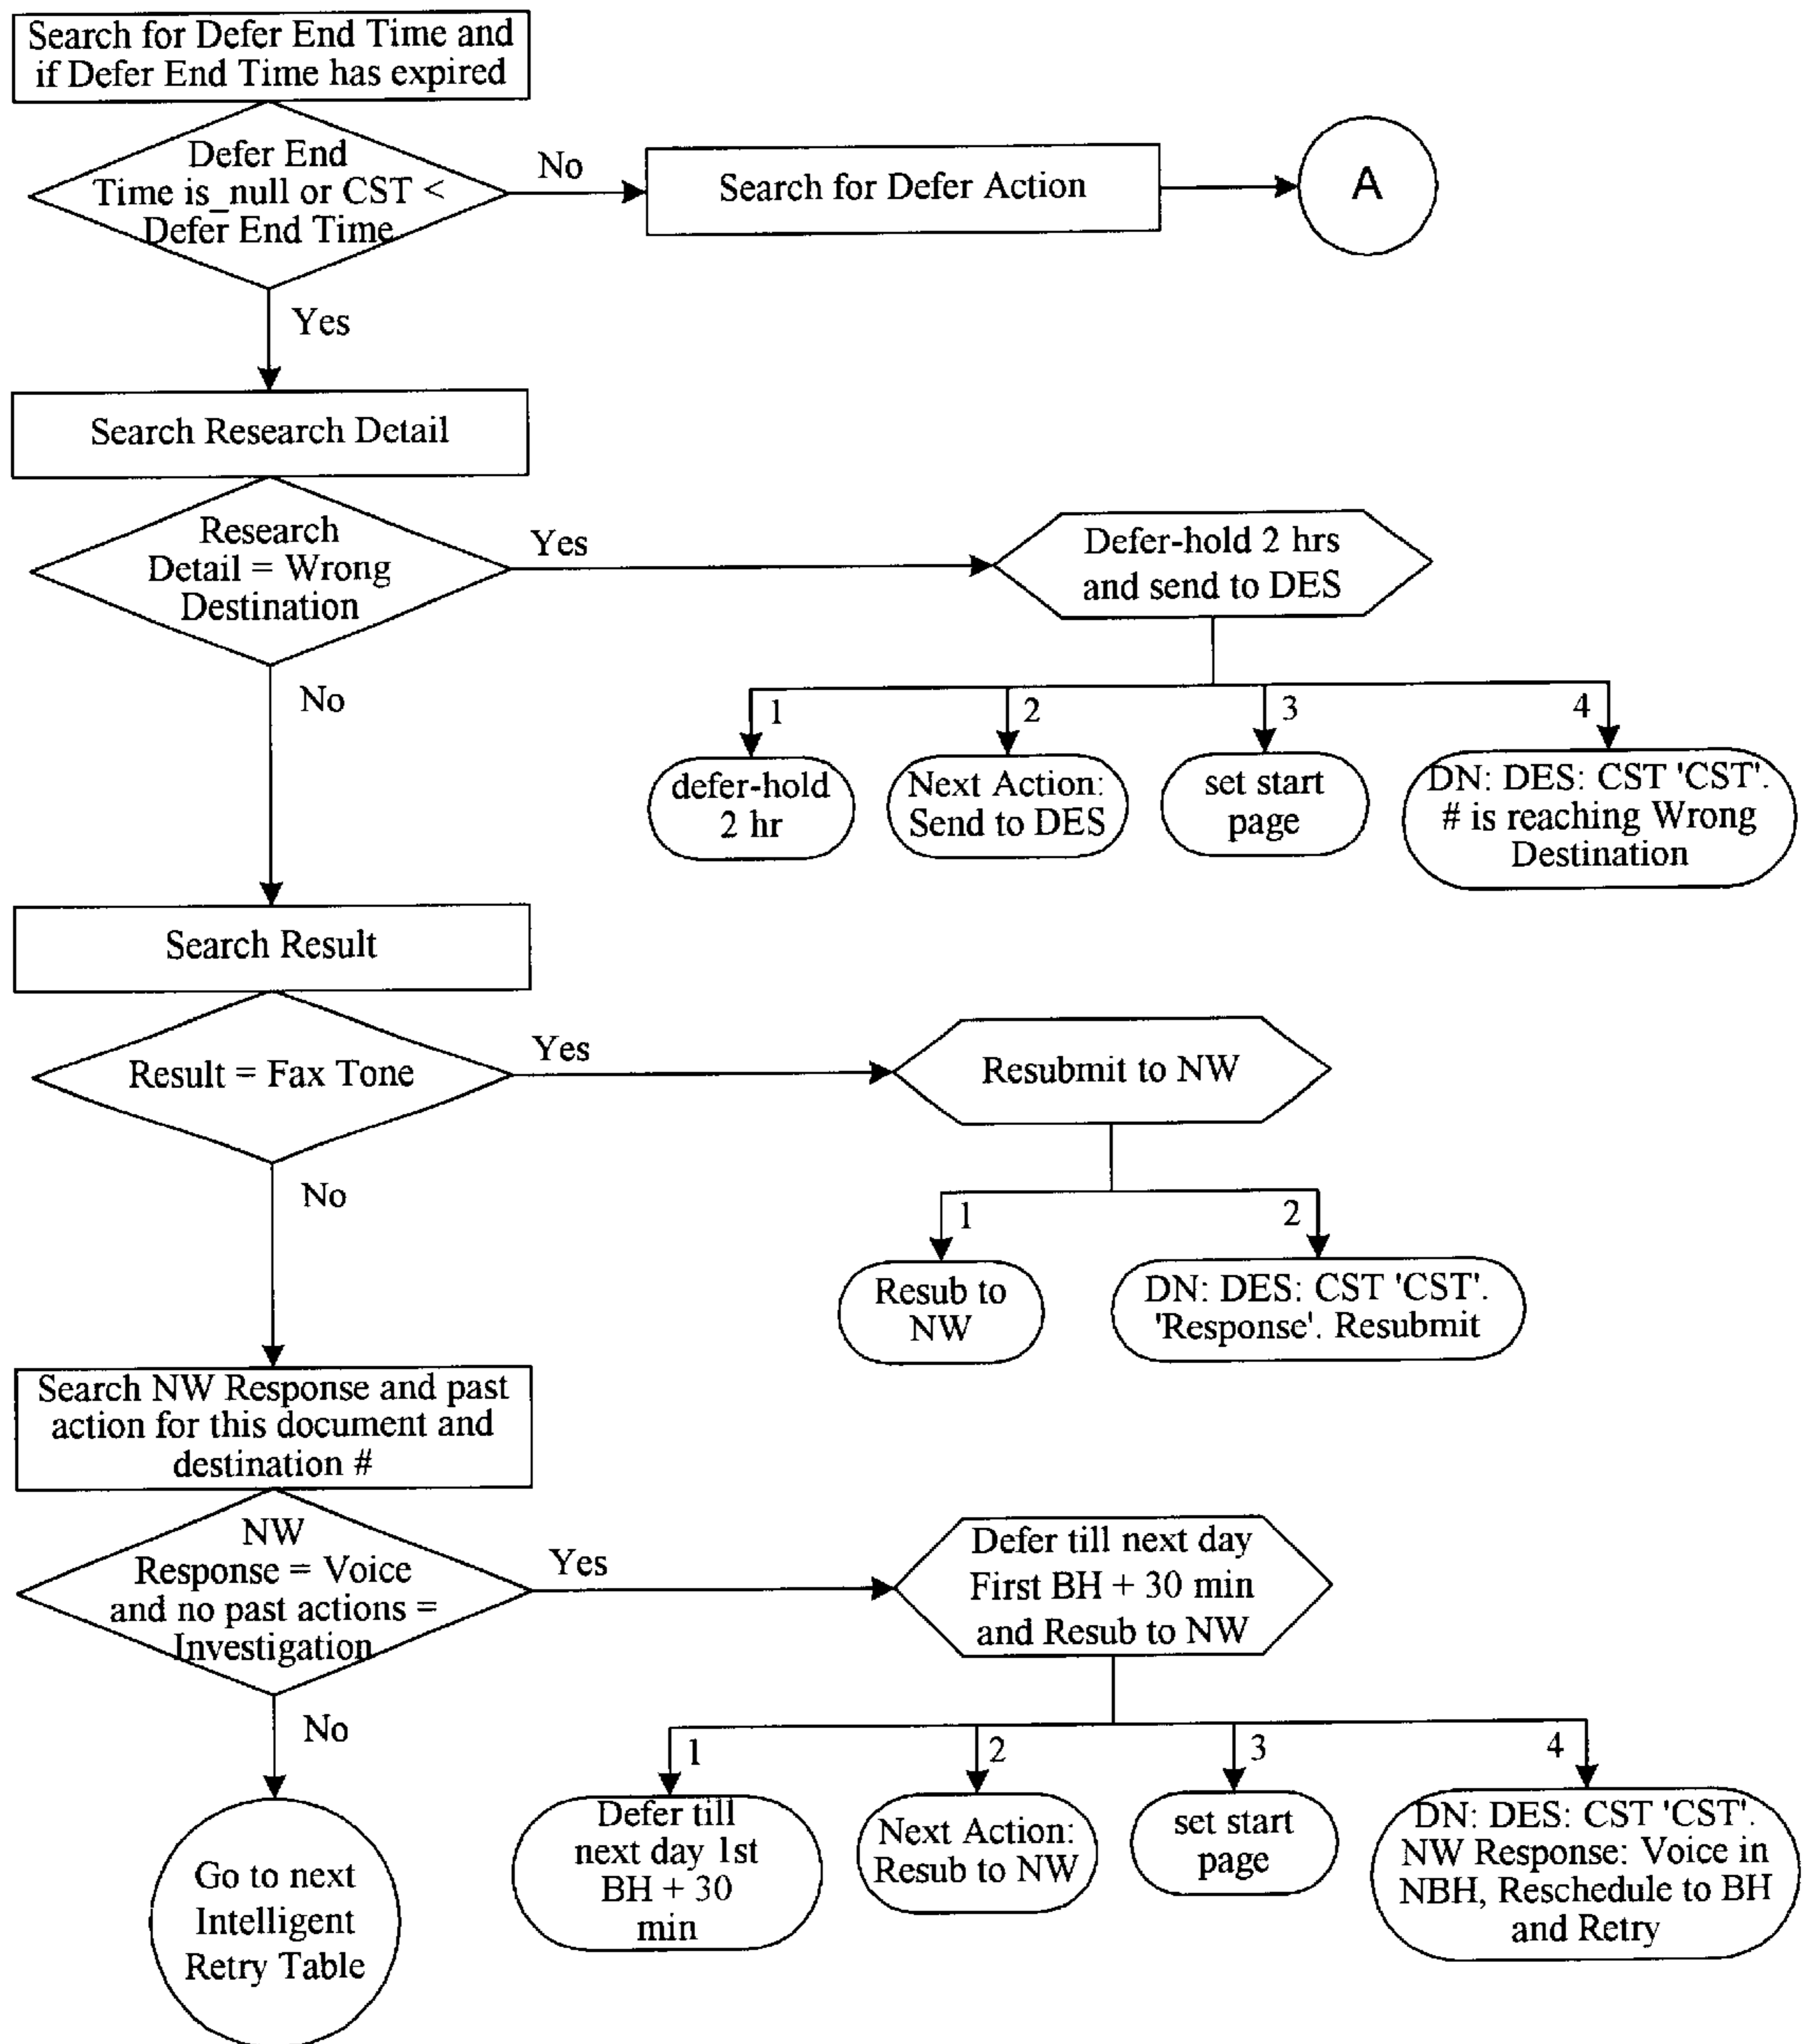 Search for Defer End Time and
if Defer End Time has expired
Defer End
Time is_null or CST <
Defer End Time
No
Search for Defer Action
A
Yes
Search Research Detail
Research
Detail = Wrong
Destination
Yes
Defer-hold 2 hrs
and send to DES
No
1
2
3
4
defer-hold
2 hr
Next Action:
Send to DES
set start
page
DN: DES: CST 'CST'.
# is reaching Wrong
Destination
Search Result
Result = Fax Tone
Yes
Resubmit to NW
No
1
2
Resub to
NW
DN: DES: CST 'CST'.
'Response'. Resubmit
Search NW Response and past
action for this document and
destination #
NW
Response = Voice
and no past actions =
Investigation
Yes
Defer till next day
First BH + 30 min
and Resub to NW
No
1
2
3
4
Defer till
next day 1st
BH + 30
min
Next Action:
Resub to NW
set start
page
DN: DES: CST 'CST'.
NW Response: Voice in
NBH, Reschedule to BH
and Retry
Go to next
Intelligent
Retry Table